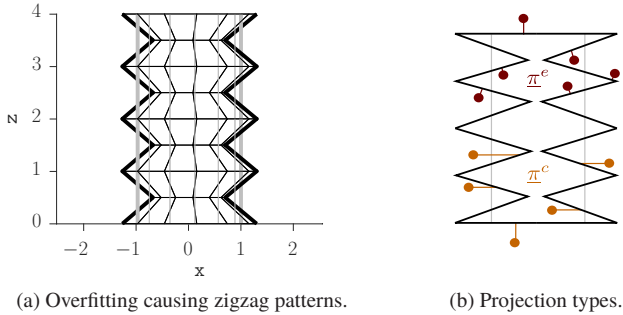 4
3
2
1
0
z
−2 −1 0 1 2
x
π^e
π^c
(a) Overfitting causing zigzag patterns.
(b) Projection types.